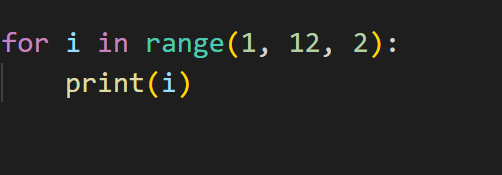 for i in range(1, 12, 2):
    print(i)